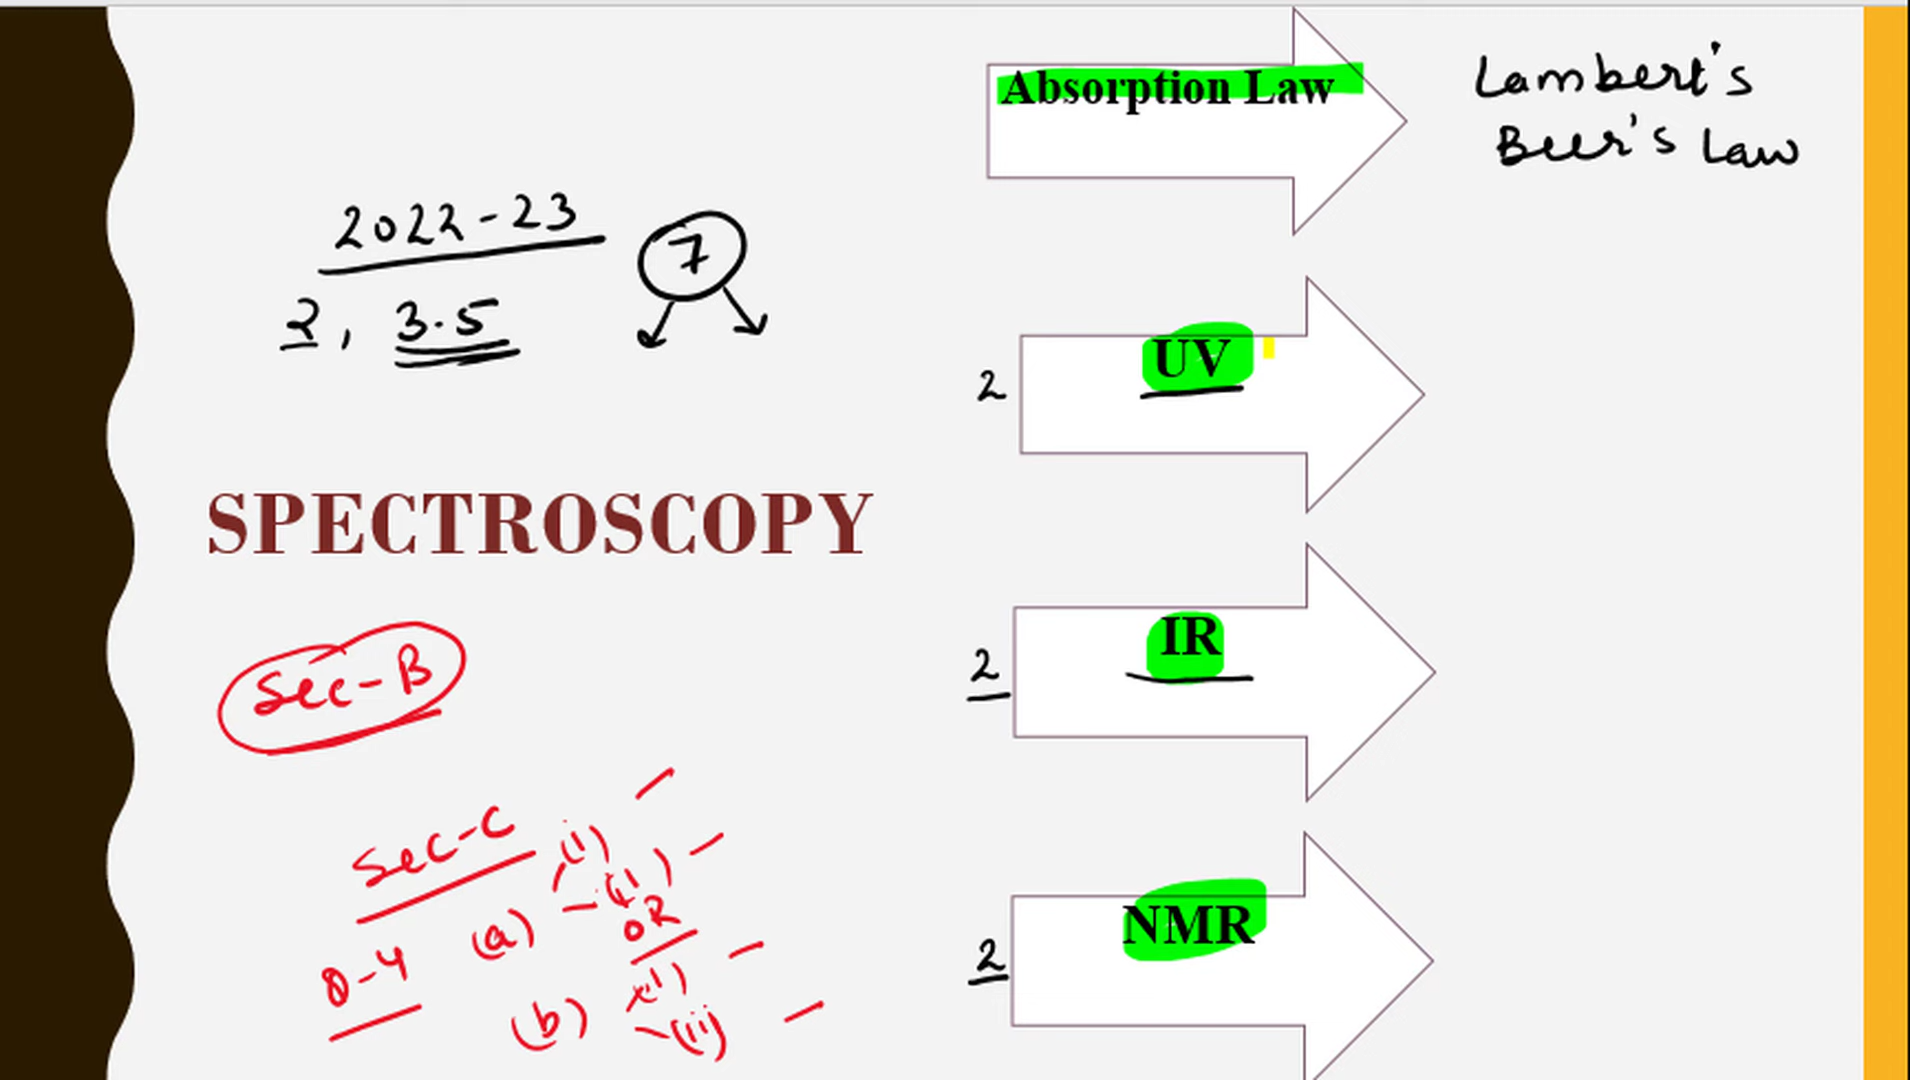 2022-23
7
2, 3.5
SPECTROSCOPY
Sec-B
Sec-C
Q-4
(a)
(i)
OR
(b)
(i)
(ii)
Absorption Law
Lambert's
Beer's Law
2
UV
2
IR
2
NMR